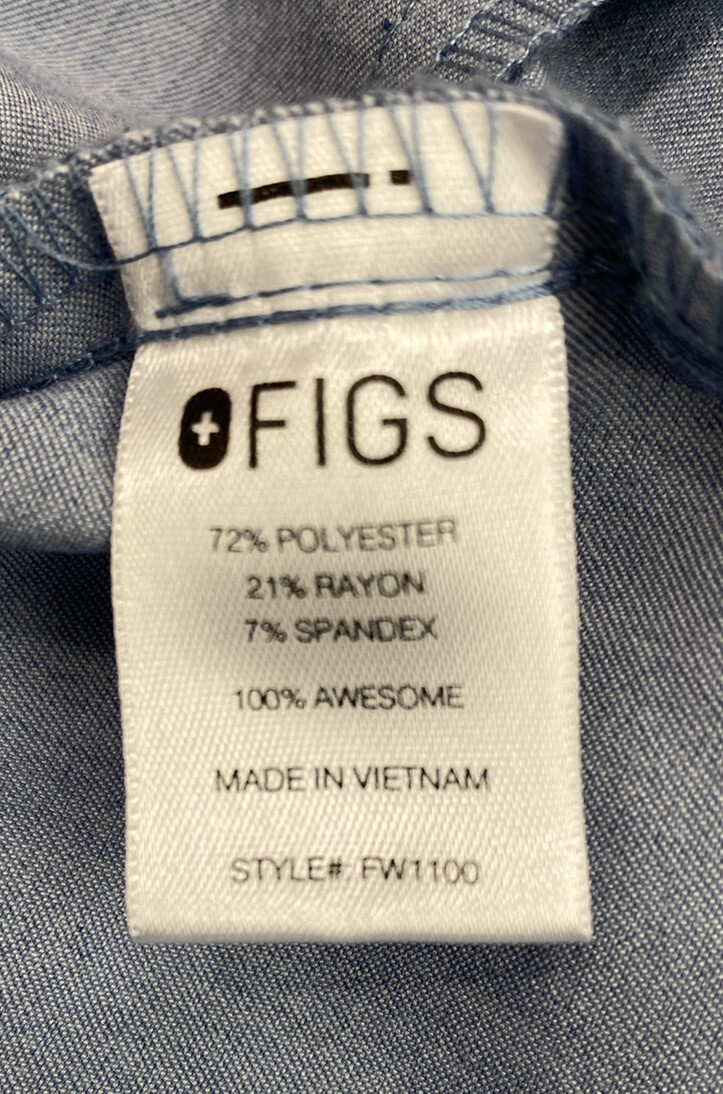 FIGS
72% POLYESTER
21% RAYON
7% SPANDEX
100% AWESOME
MADE IN VIETNAM
STYLE#: FW1100